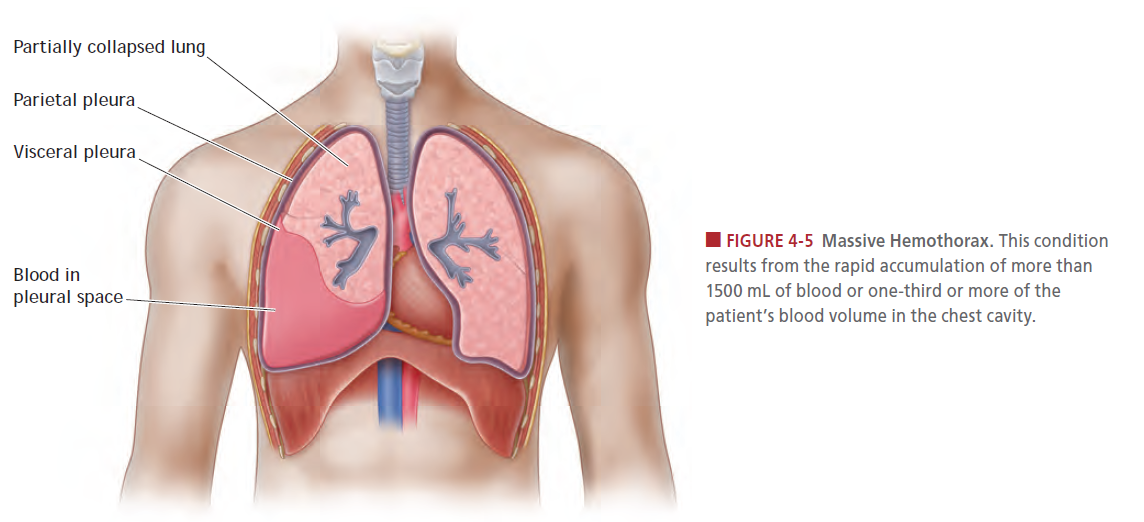 Partially collapsed lung
Parietal pleura
Visceral pleura
Blood in
pleural space
FIGURE 4-5 Massive Hemothorax. This condition
results from the rapid accumulation of more than
1500 mL of blood or one-third or more of the
patient’s blood volume in the chest cavity.